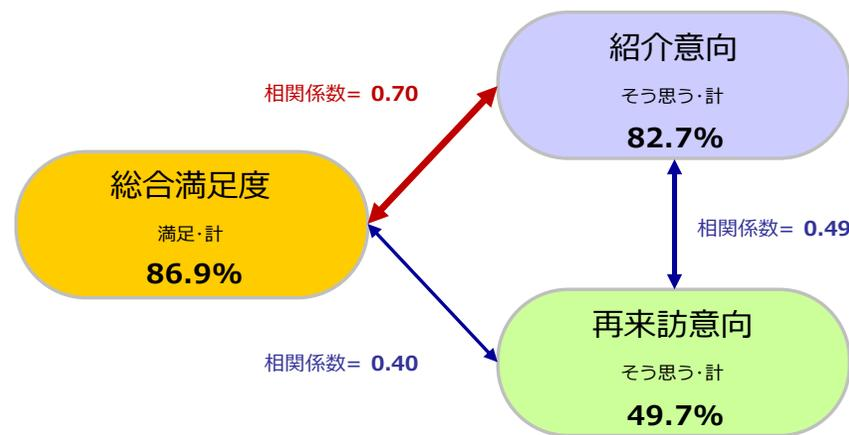 紹介意向
そう思う・計
82.7%
相関係数= 0.70
総合満足度
満足・計
86.9%
相関係数= 0.49
再来訪意向
そう思う・計
49.7%
相関係数= 0.40